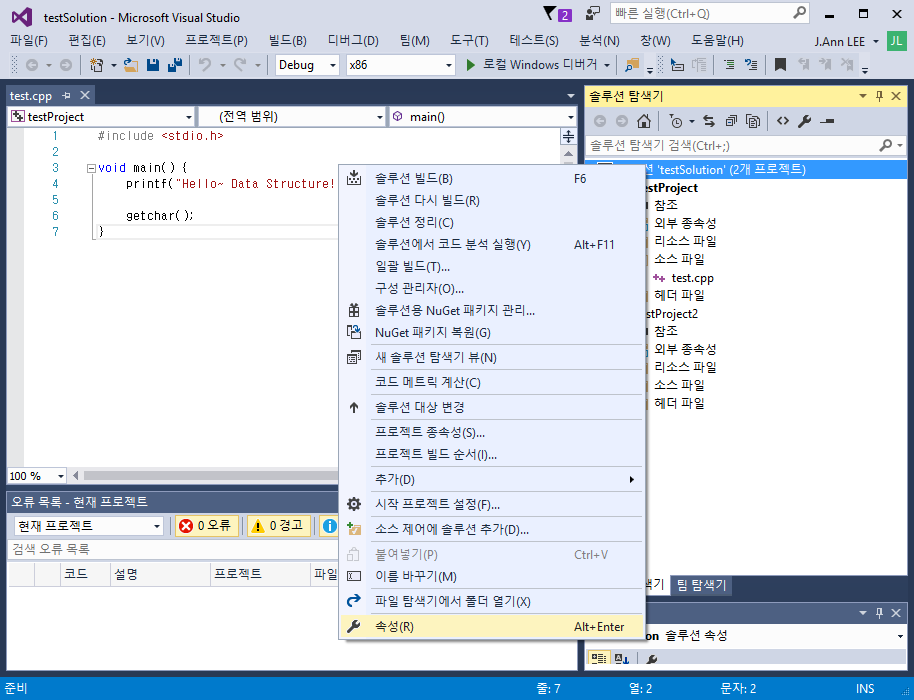 testSolution - Microsoft Visual Studio
2
빠른 실행(Ctrl+Q)
파일(F) 편집(E) 보기(V) 프로젝트(P) 빌드(B) 디버그(D) 팀(M) 도구(T) 테스트(S) 분석(N) 창(W) 도움말(H) J.Ann LEE JL
Debug x86 로컬 Windows 디버거
test.cpp
testProject (전역 범위) main()
1 #include <stdio.h>
2
3 void main() {
4 printf("Hello~ Data Structure!
5
6 getchar();
7 }
100 %
솔루션 빌드(B) F6
솔루션 다시 빌드(R)
솔루션 정리(C)
솔루션에서 코드 분석 실행(Y) Alt+F11
일괄 빌드(T)...
구성 관리자(O)...
솔루션용 NuGet 패키지 관리...
NuGet 패키지 복원(G)
새 솔루션 탐색기 뷰(N)
코드 메트릭 계산(C)
솔루션 대상 변경
프로젝트 종속성(S)...
프로젝트 빌드 순서(I)...
추가(D)
시작 프로젝트 설정(F)...
소스 제어에 솔루션 추가(D)...
붙여넣기(P) Ctrl+V
이름 바꾸기(M)
파일 탐색기에서 폴더 열기(X)
속성(R) Alt+Enter
솔루션 탐색기
솔루션 탐색기 검색(Ctrl+;)
션 'testSolution' (2개 프로젝트)
estProject
참조
외부 종속성
리소스 파일
소스 파일
test.cpp
헤더 파일
stProject2
참조
외부 종속성
리소스 파일
소스 파일
헤더 파일
색기 팀 탐색기
on 솔루션 속성
오류 목록 - 현재 프로젝트
현재 프로젝트 0 오류 0 경고
검색 오류 목록
코드 설명 프로젝트 파일
준비 줄: 7 열: 2 문자: 2 INS